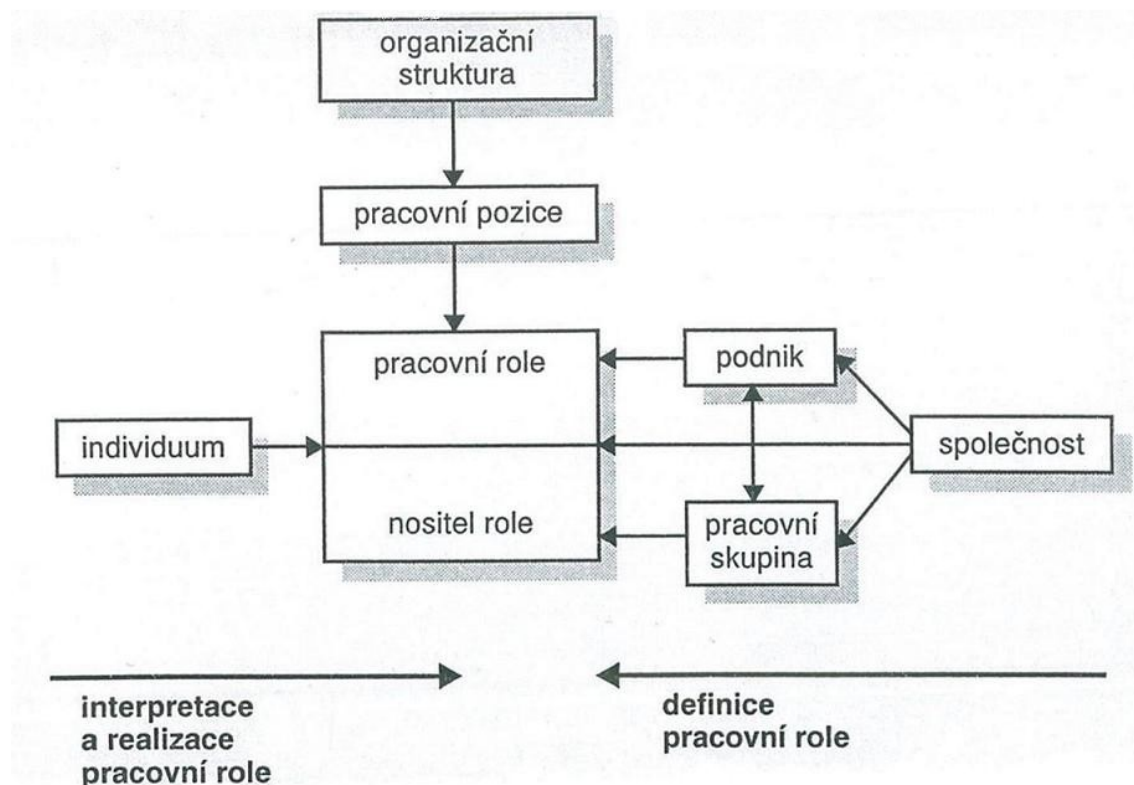 organizační
struktura
pracovní pozice
pracovní role
podnik
individuum
společnost
nositel role
pracovní
skupina
interpretace
a realizace
pracovní role
definice
pracovní role